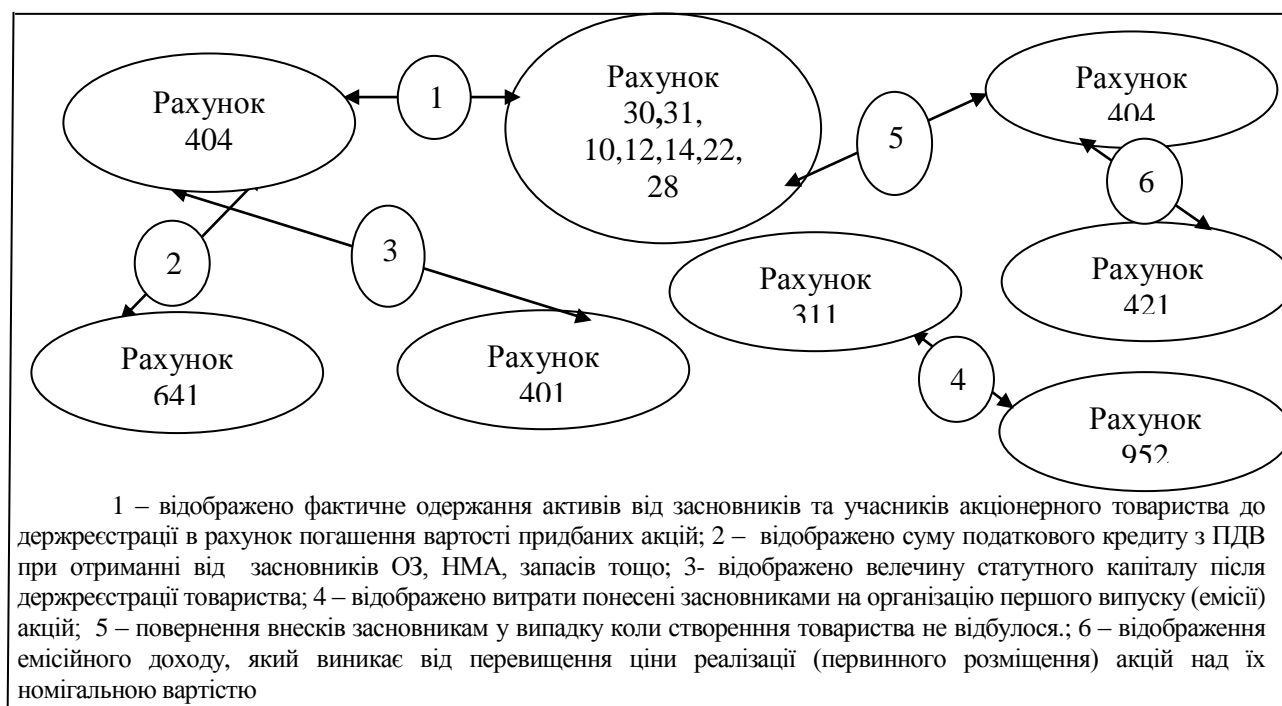 Рахунок
404
1
Рахунок
30,31,
10,12,14,22,
28
5
Рахунок
404
6
2
3
Рахунок
311
Рахунок
421
Рахунок
641
Рахунок
401
4
Рахунок
952
1 – відображено фактичне одержання активів від засновників та учасників акціонерного товариства до
держреєстрації в рахунок погашення вартості придбаних акцій; 2 – відображено суму податкового кредиту з ПДВ
при отриманні від засновників ОЗ, НМА, запасів тощо; 3- відображено велечину статутного капіталу після
держреєстрації товариства; 4 – відображено витрати понесені засновниками на організацію першого випуску (емісії)
акцій; 5 – повернення внесків засновникам у випадку коли створенння товариства не відбулося.; 6 – відображення
емісійного доходу, який виникає від перевищення ціни реалізації (первинного розміщення) акцій над їх
номігальною вартістю